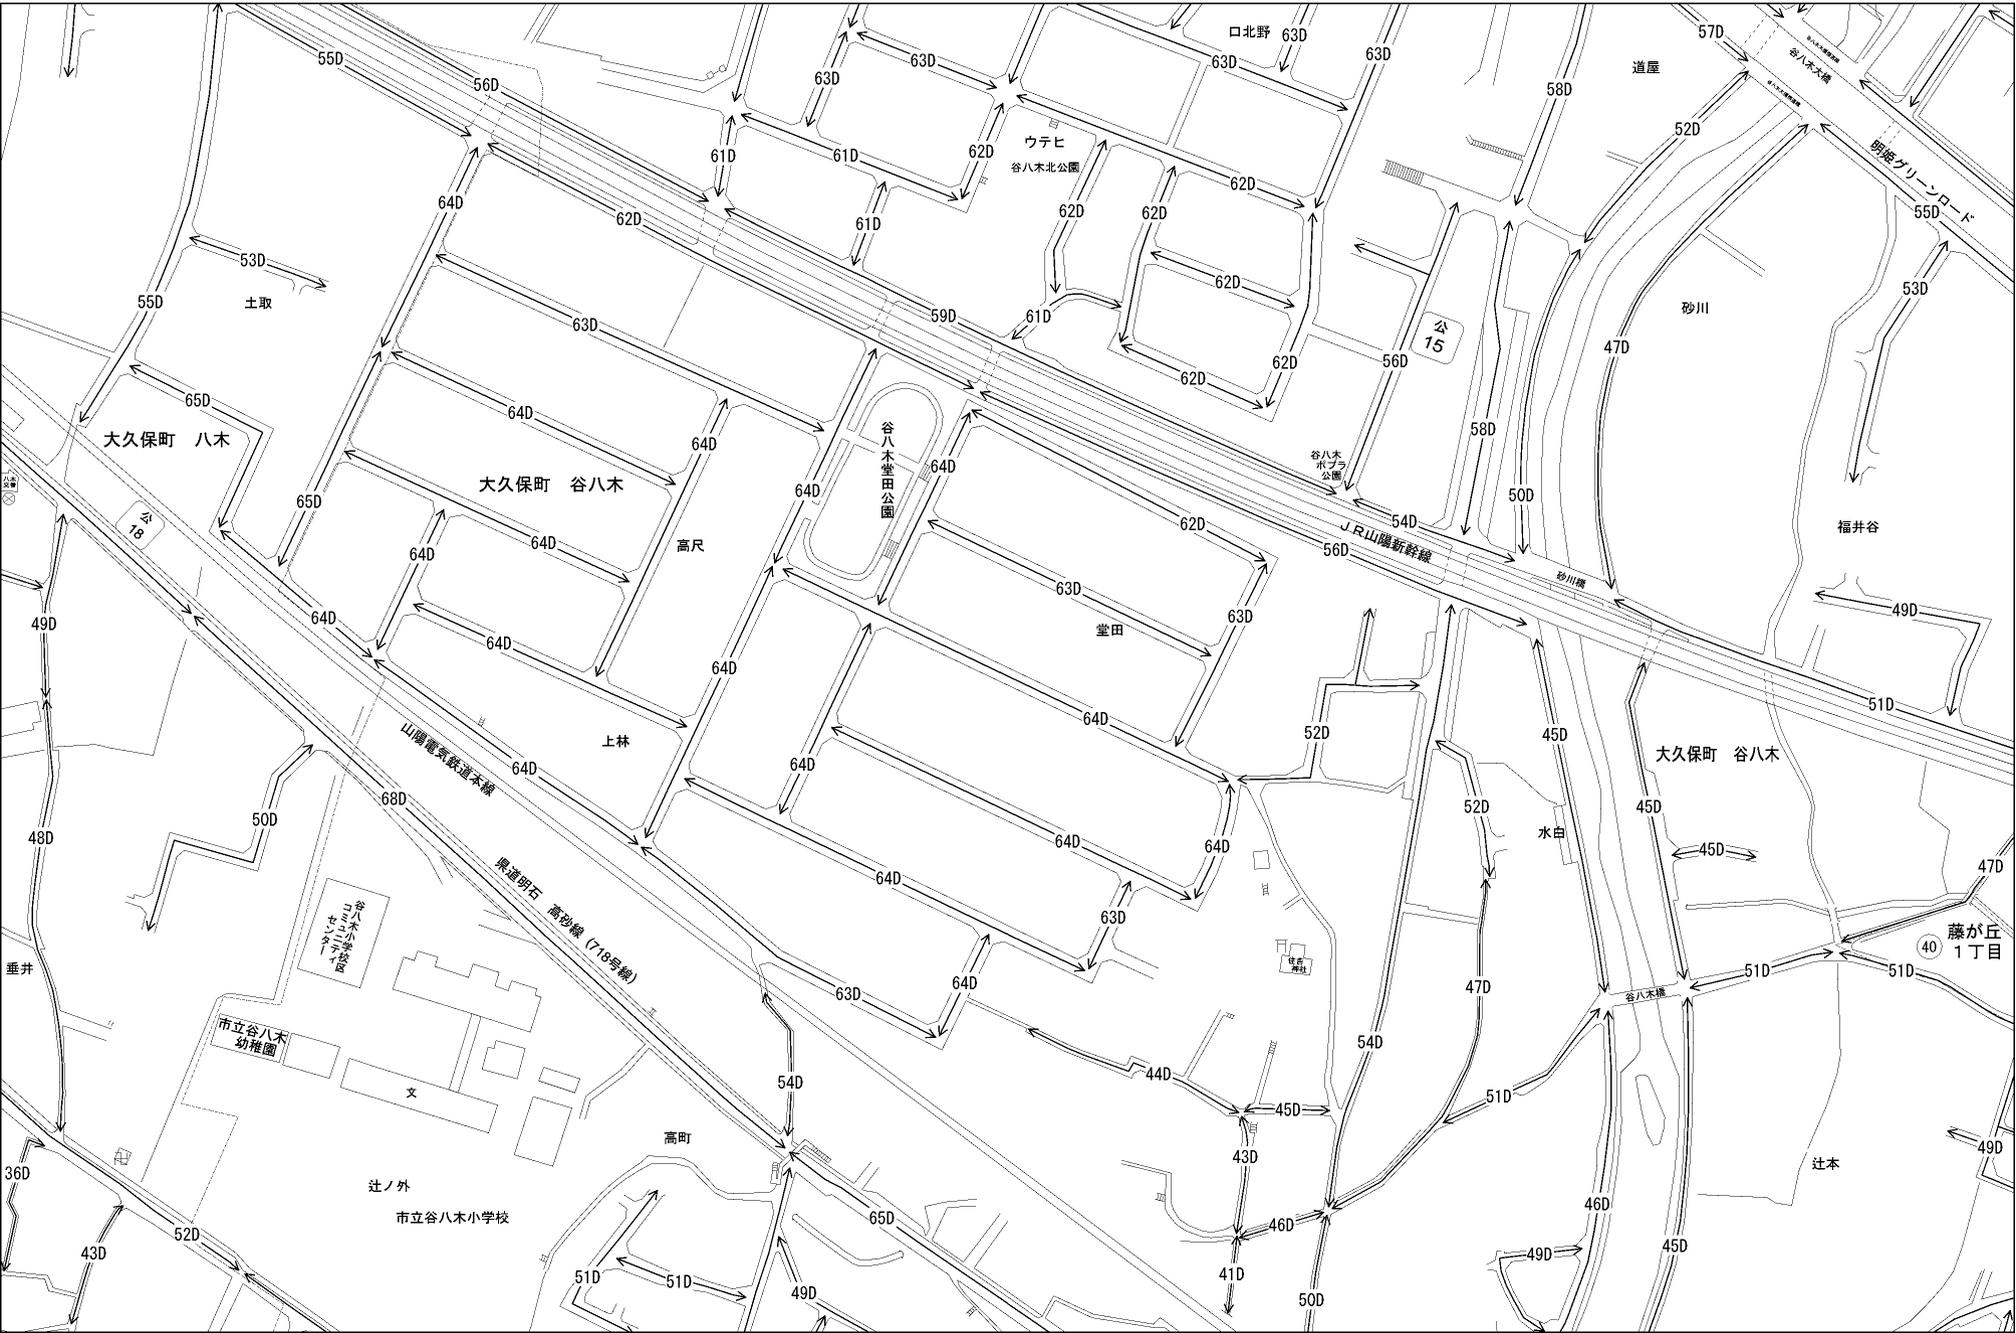 55D
56D
63D
63D
口北野
63D
63D
63D
道屋
57D
谷八木大橋
58D
52D
明姫グリーンロード
55D
61D
61D
62D
ウテヒ
谷八木北公園
62D
64D
62D
61D
62D
62D
53D
土取
55D
62D
53D
砂川
63D
59D
61D
公
15
47D
56D
62D
62D
65D
64D
大久保町 八木
64D
谷八木堂田公園
58D
大久保町 谷八木
64D
谷八木
ポプラ
公園
64D
65D
50D
八木
交番
公
18
54D
62D
JR山陽新幹線
福井谷
64D
64D
高尺
56D
砂川橋
63D
49D
49D
64D
堂田
63D
64D
64D
51D
64D
52D
45D
上林
山陽電気鉄道本線
64D
64D
大久保町 谷八木
68D
50D
52D
45D
水白
48D
64D
64D
45D
47D
県道明石 高砂線(718号線)
64D
63D
谷八木小学校区
コミュニティ
センター
藤が丘
1丁目
40
垂井
住吉
神社
51D
51D
64D
63D
47D
谷八木橋
市立谷八木
幼稚園
54D
44D
54D
文
51D
45D
高町
49D
43D
36D
辻本
辻ノ外
市立谷八木小学校
65D
46D
46D
52D
43D
49D
45D
51D
51D
41D
49D
50D